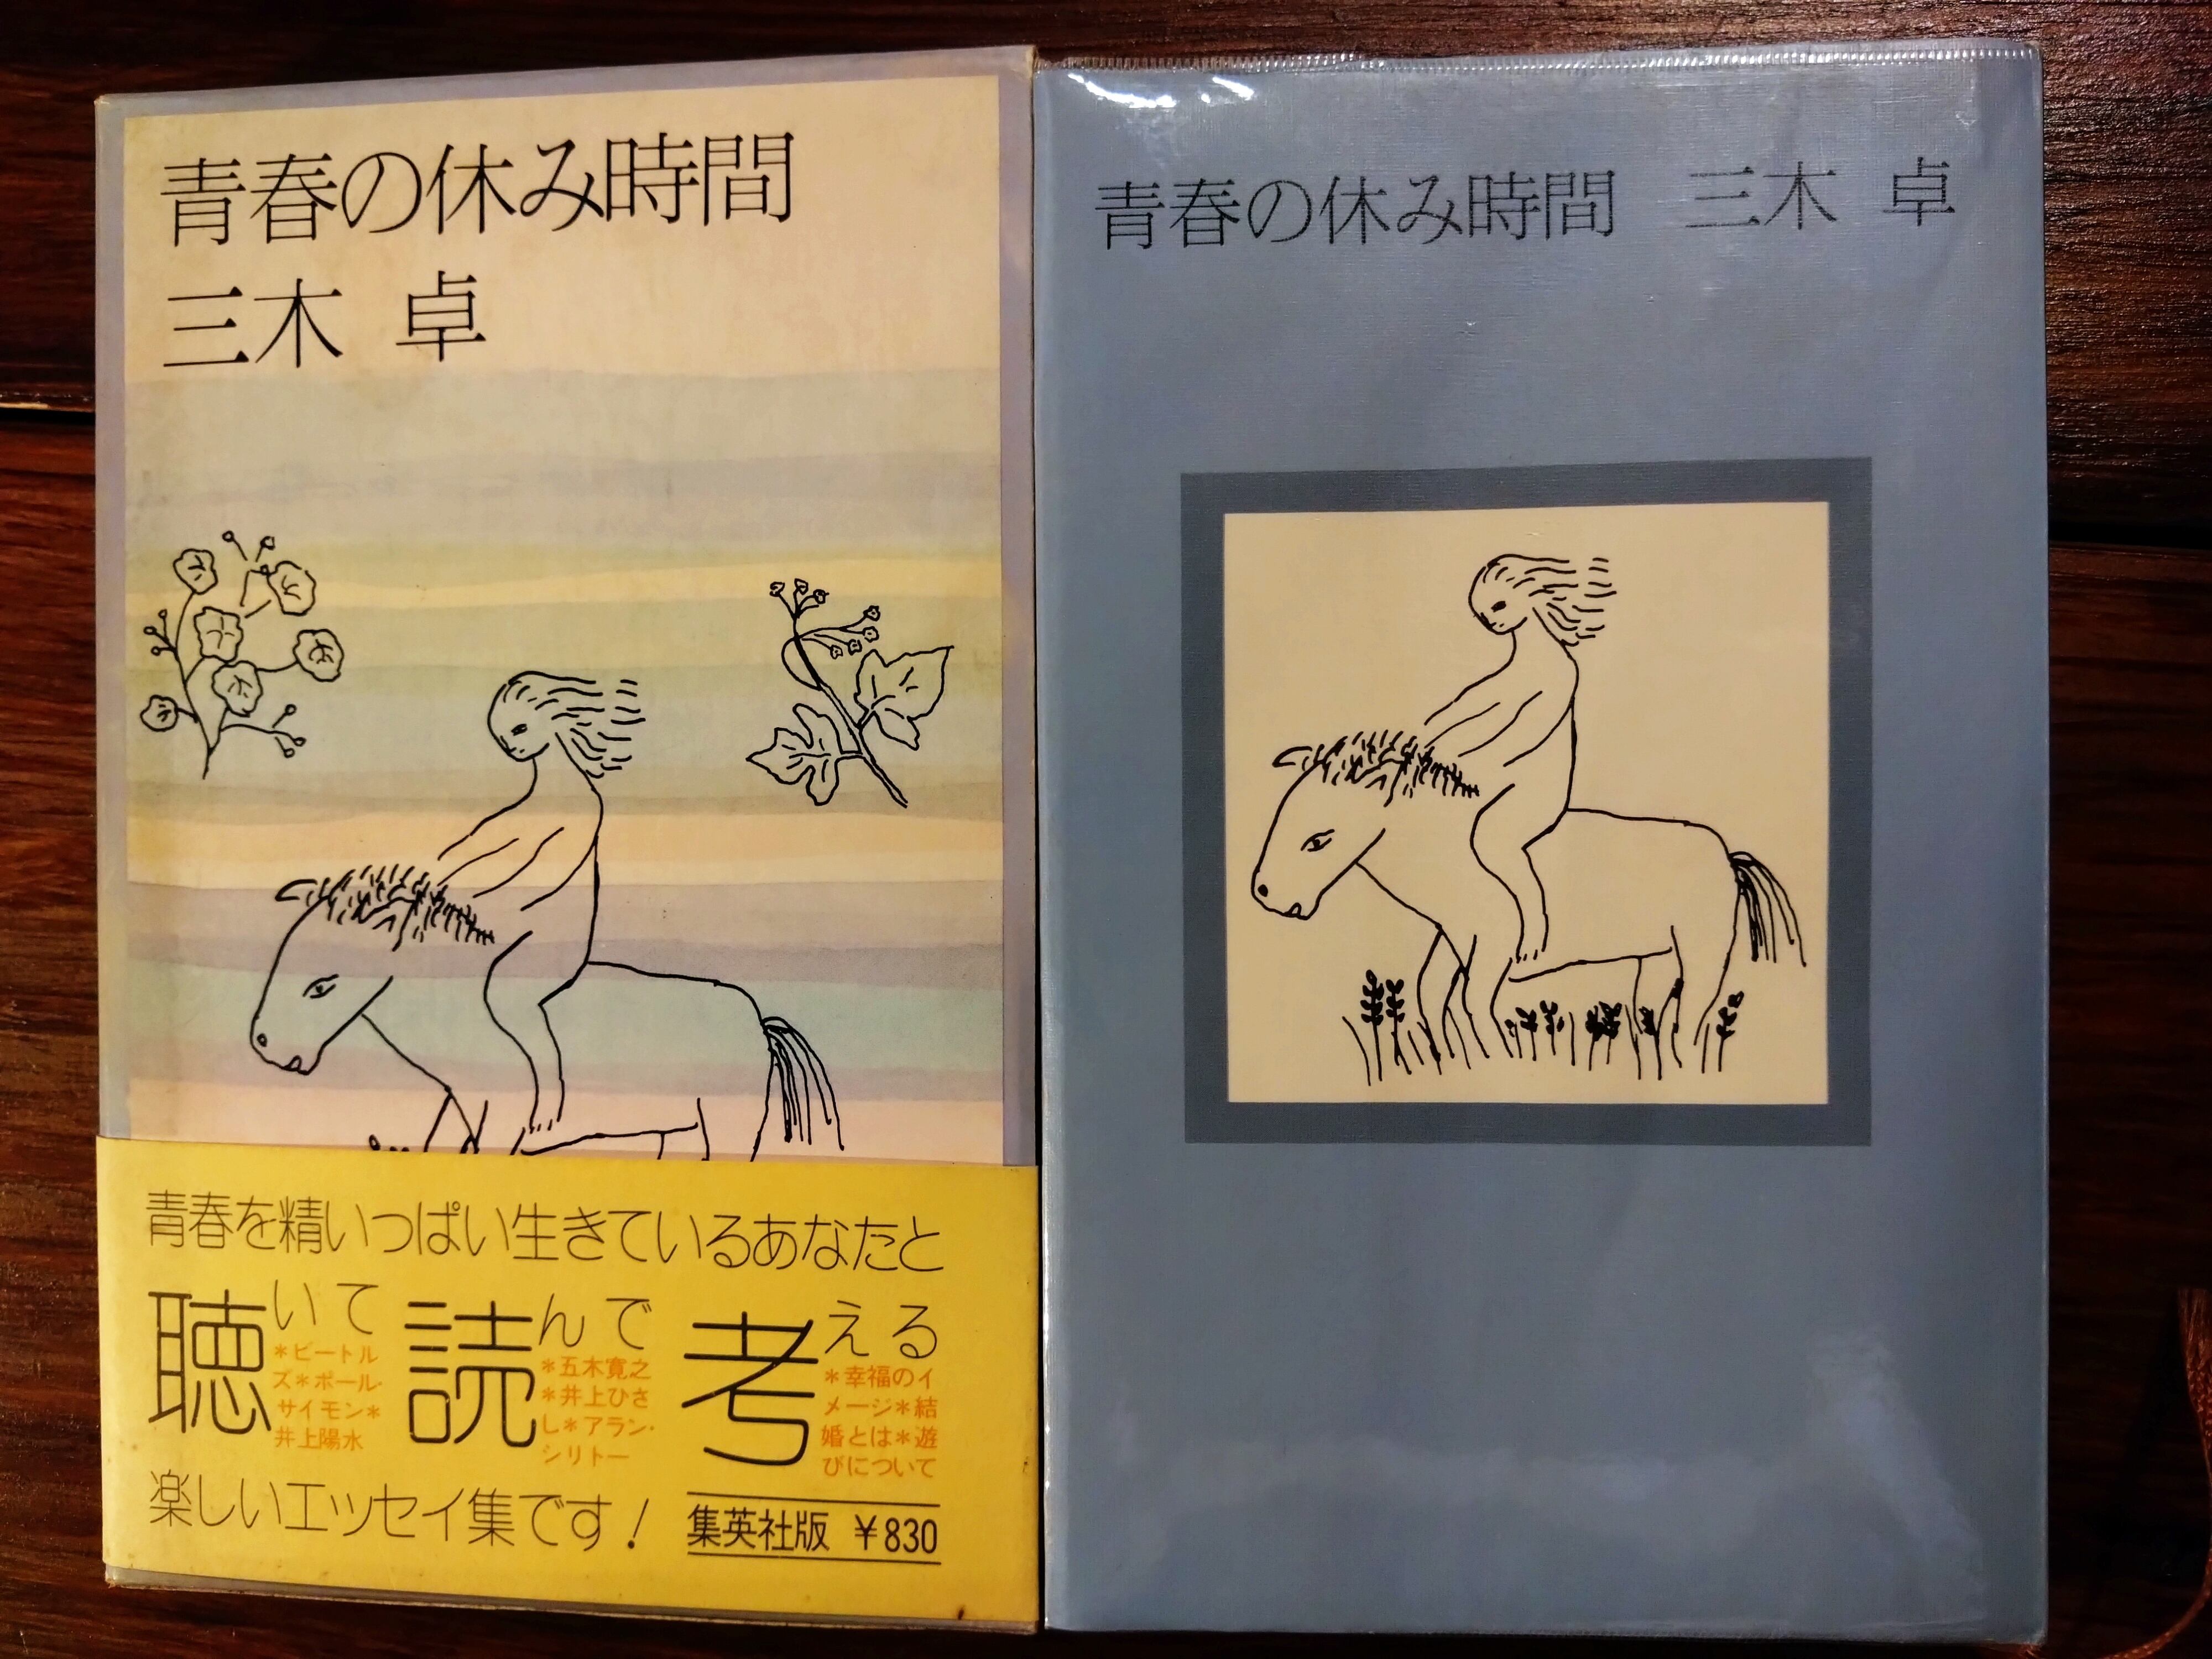 青春の休み時間
三木 卓
青春を精いっぱい生きているあなたと
聴いて
＊ビートル
ズ＊ポール・
サイモン＊
井上陽水
読んで
＊五木寛之
＊井上ひさ
し＊アラン・
シリトー
考える
＊幸福のイ
メージ＊結
婚とは＊遊
びについて
楽しいエッセイ集です!
集英社版 ￥830
青春の休み時間 三木 卓